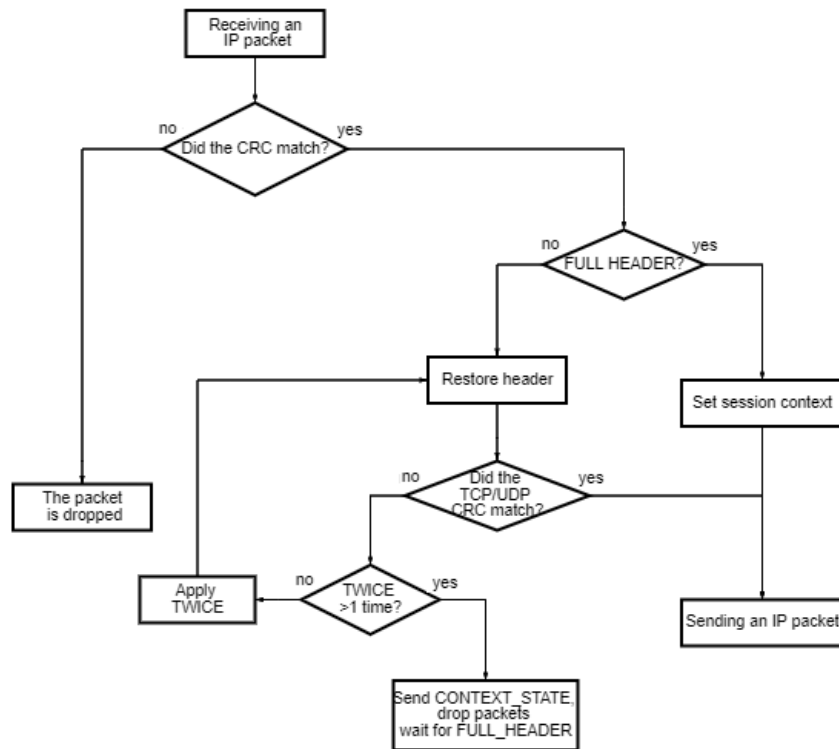 Receiving an
IP packet
no
yes
Did the CRC match?
no
yes
FULL HEADER?
Restore header
Set session context
no
Did the
TCP/UDP
CRC match?
yes
The packet
is dropped
Apply
TWICE
no
TWICE
>1 time?
yes
Sending an IP packet
Send CONTEXT_STATE,
drop packets
wait for FULL_HEADER